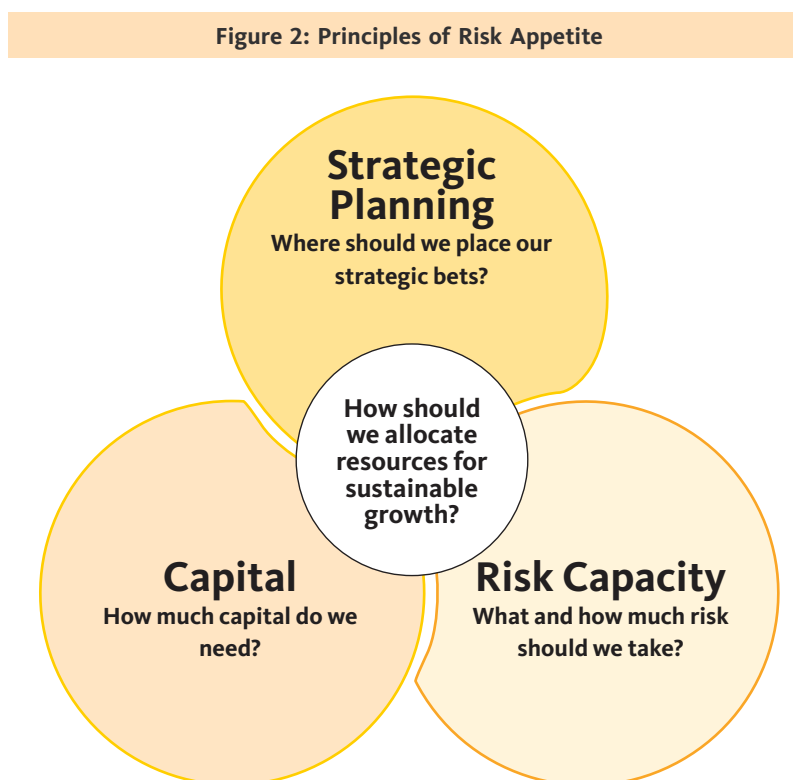 Figure 2: Principles of Risk Appetite
Strategic
Planning
Where should we place our
strategic bets?
How should
we allocate
resources for
sustainable
growth?
Capital
How much capital do we
need?
Risk Capacity
What and how much risk
should we take?